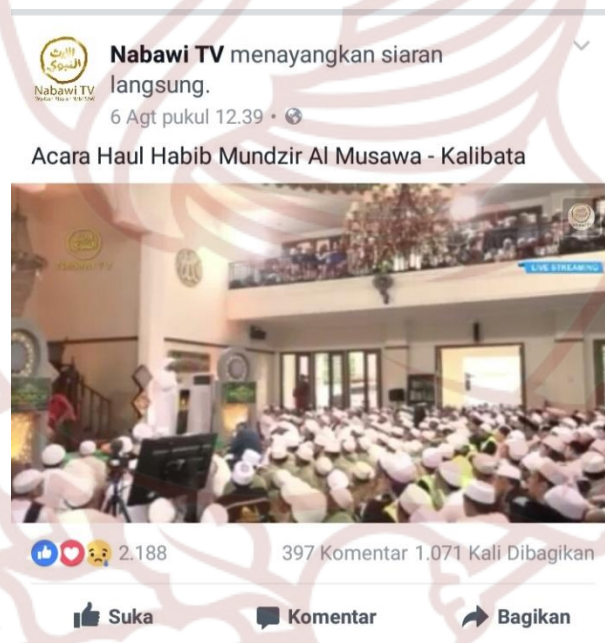 Nabawi TV menayangkan siaran
langsung.
Nabawi TV
6 Agt pukul 12.39 •
Acara Haul Habib Mundzir Al Musawa - Kalibata
LIVE STREAMING
2.188
397 Komentar 1.071 Kali Dibagikan
Suka
Komentar
Bagikan